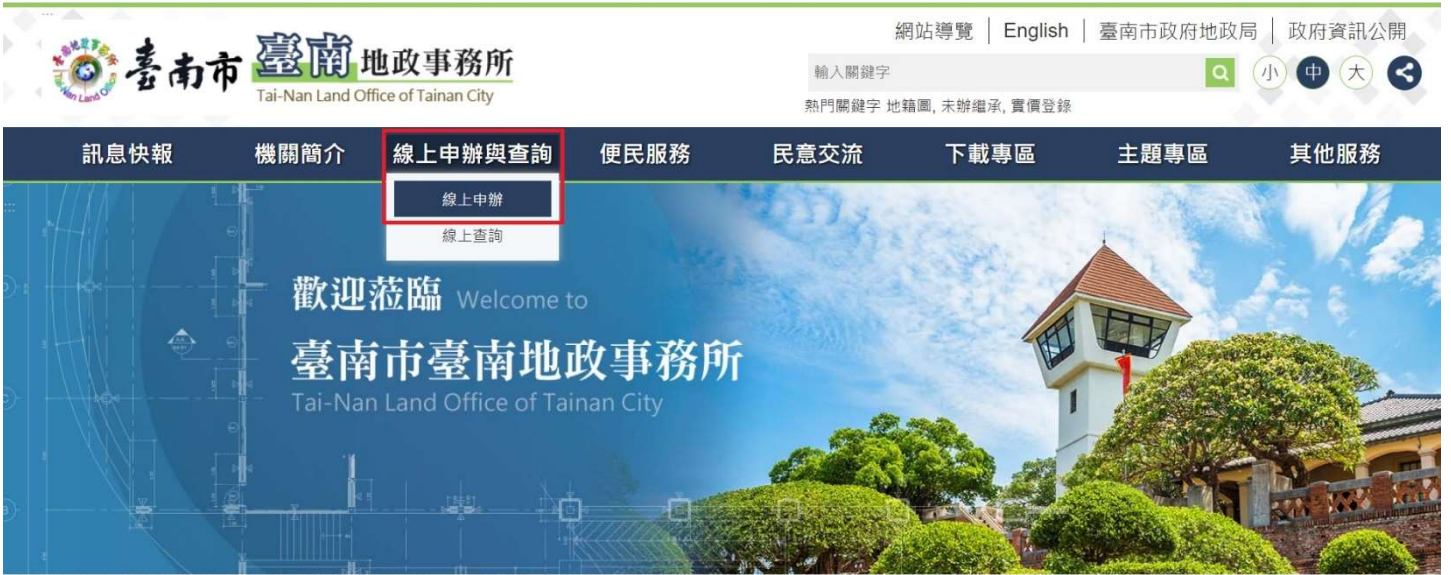 網站導覽 | English | 臺南市政府地政局 | 政府資訊公開
臺南市 臺南地政事務所
Tai-Nan Land Office of Tainan City
輸入關鍵字
小 中 大
熱門關鍵字 地籍圖, 未辦繼承, 實價登錄
訊息快報 機關簡介 線上申辦與查詢 便民服務 民意交流 下載專區 主題專區 其他服務
線上申辦
線上查詢
歡迎蒞臨 Welcome to
臺南市臺南地政事務所
Tai-Nan Land Office of Tainan City